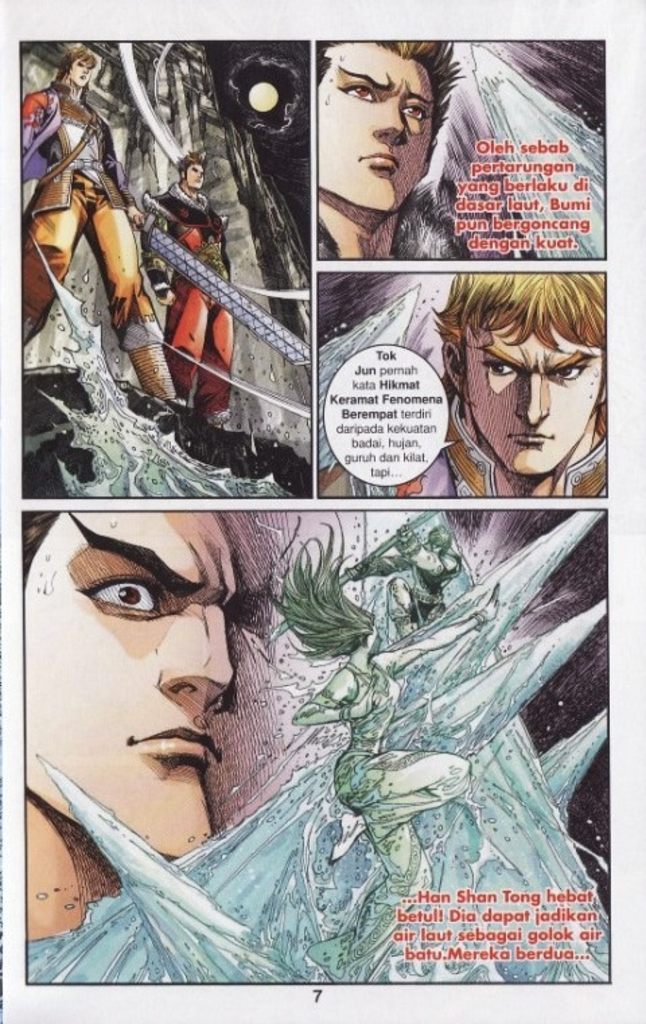 Oleh sebab
pertarungan
yang berlaku di
dasar laut, Bumi
pun bergoncang
dengan kuat.
Tok
Jun pernah
kata Hikmat
Keramat Fenomena
Berempat terdiri
daripada kekuatan
badai, hujan,
guruh dan kilat,
tapi...
...Han Shan Tong hebat
betul! Dia dapat jadikan
air laut sebagai golok air
batu.Mereka berdua...
7